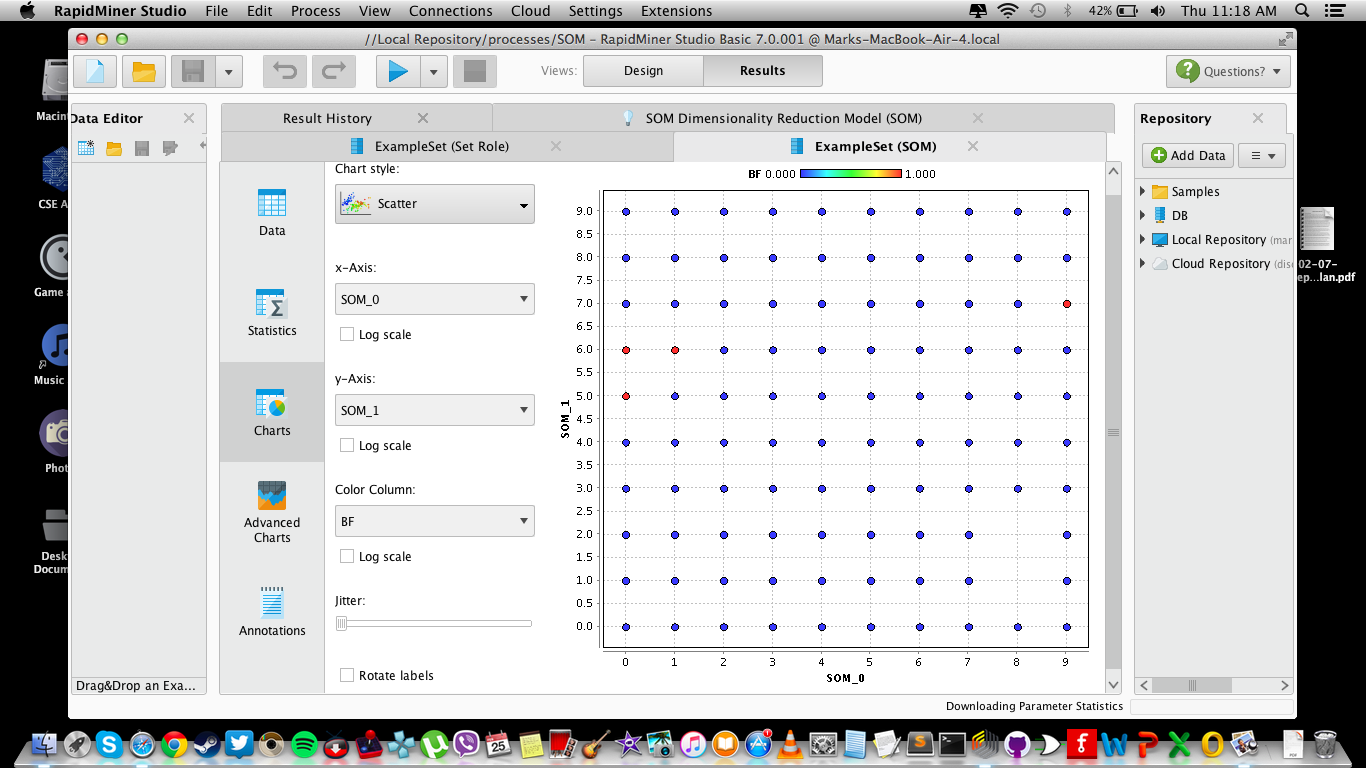 RapidMiner Studio File Edit Process View Connections Cloud Settings Extensions 42% Thu 11:18 AM
//Local Repository/processes/SOM – RapidMiner Studio Basic 7.0.001 @ Marks-MacBook-Air-4.local
Views: Design Results Questions?
Data Editor
Result History
SOM Dimensionality Reduction Model (SOM)
ExampleSet (Set Role)
ExampleSet (SOM)
Repository
Add Data
Samples
DB
Local Repository (mar
Cloud Repository (dis
Macin
CSE A
Game
Music
Phot
Desk
Docum
02-07-
ep...lan.pdf
Data
Statistics
Charts
Advanced
Charts
Annotations
Chart style:
Scatter
x-Axis:
SOM_0
Log scale
y-Axis:
SOM_1
Log scale
Color Column:
BF
Log scale
Jitter:
Rotate labels
BF 0.000 1.000
9.0
8.5
8.0
7.5
7.0
6.5
6.0
5.5
5.0
4.5
4.0
3.5
3.0
2.5
2.0
1.5
1.0
0.5
0.0
SOM_1
0 1 2 3 4 5 6 7 8 9
SOM_0
Drag&Drop an Exa...
Downloading Parameter Statistics